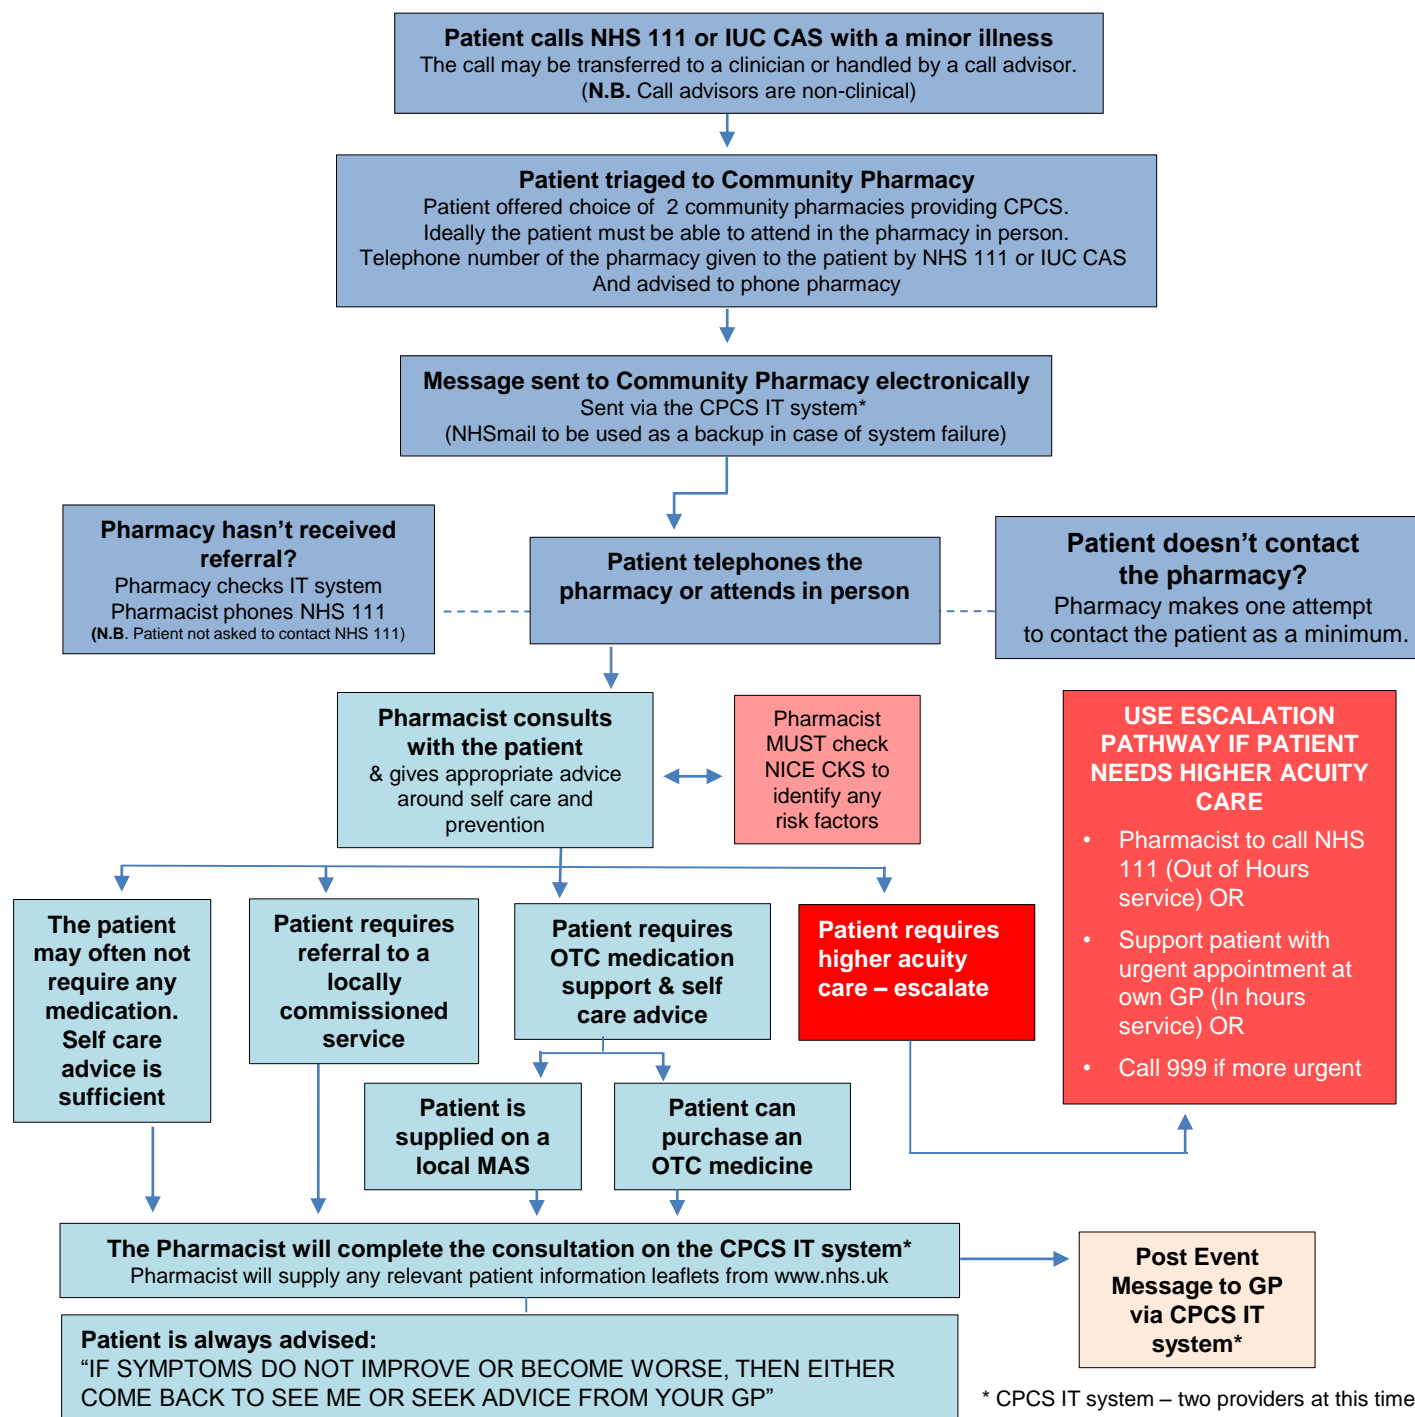 Patient calls NHS 111 or IUC CAS with a minor illness
The call may be transferred to a clinician or handled by a call advisor.
(N.B. Call advisors are non-clinical)
Patient triaged to Community Pharmacy
Patient offered choice of 2 community pharmacies providing CPCS.
Ideally the patient must be able to attend in the pharmacy in person.
Telephone number of the pharmacy given to the patient by NHS 111 or IUC CAS
And advised to phone pharmacy
Message sent to Community Pharmacy electronically
Sent via the CPCS IT system*
(NHSmail to be used as a backup in case of system failure)
Pharmacy hasn’t received
referral?
Pharmacy checks IT system
Pharmacist phones NHS 111
(N.B. Patient not asked to contact NHS 111)
Patient telephones the
pharmacy or attends in person
Patient doesn’t contact
the pharmacy?
Pharmacy makes one attempt
to contact the patient as a minimum.
Pharmacist consults
with the patient
& gives appropriate advice
around self care and
prevention
Pharmacist
MUST check
NICE CKS to
identify any
risk factors
USE ESCALATION
PATHWAY IF PATIENT
NEEDS HIGHER ACUITY
CARE
• Pharmacist to call NHS
111 (Out of Hours
service) OR
• Support patient with
urgent appointment at
own GP (In hours
service) OR
• Call 999 if more urgent
The patient
may often not
require any
medication.
Self care
advice is
sufficient
Patient requires
referral to a
locally
commissioned
service
Patient requires
OTC medication
support & self
care advice
Patient requires
higher acuity
care – escalate
Patient is
supplied on a
local MAS
Patient can
purchase an
OTC medicine
The Pharmacist will complete the consultation on the CPCS IT system*
Pharmacist will supply any relevant patient information leaflets from www.nhs.uk
Post Event
Message to GP
via CPCS IT
system*
Patient is always advised:
“IF SYMPTOMS DO NOT IMPROVE OR BECOME WORSE, THEN EITHER
COME BACK TO SEE ME OR SEEK ADVICE FROM YOUR GP”
* CPCS IT system – two providers at this time